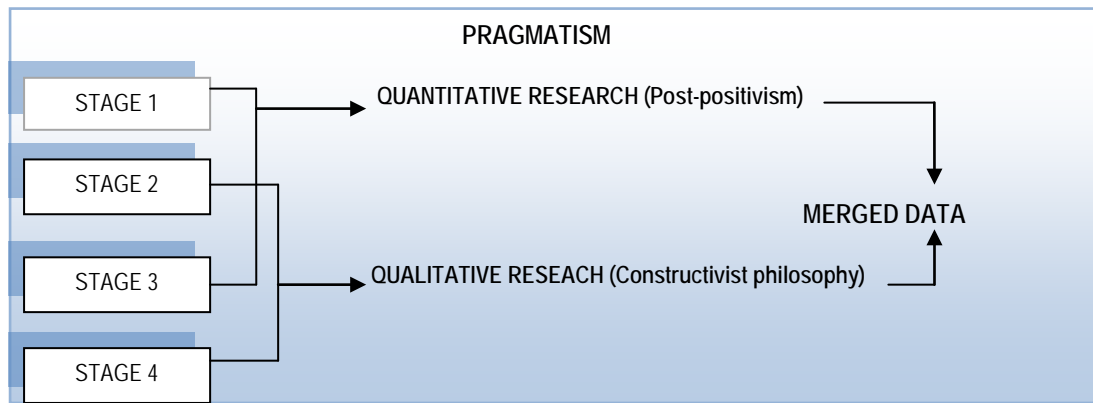 PRAGMATISM
STAGE 1
QUANTITATIVE RESEARCH (Post-positivism)
STAGE 2
MERGED DATA
STAGE 3
QUALITATIVE RESEACH (Constructivist philosophy)
STAGE 4